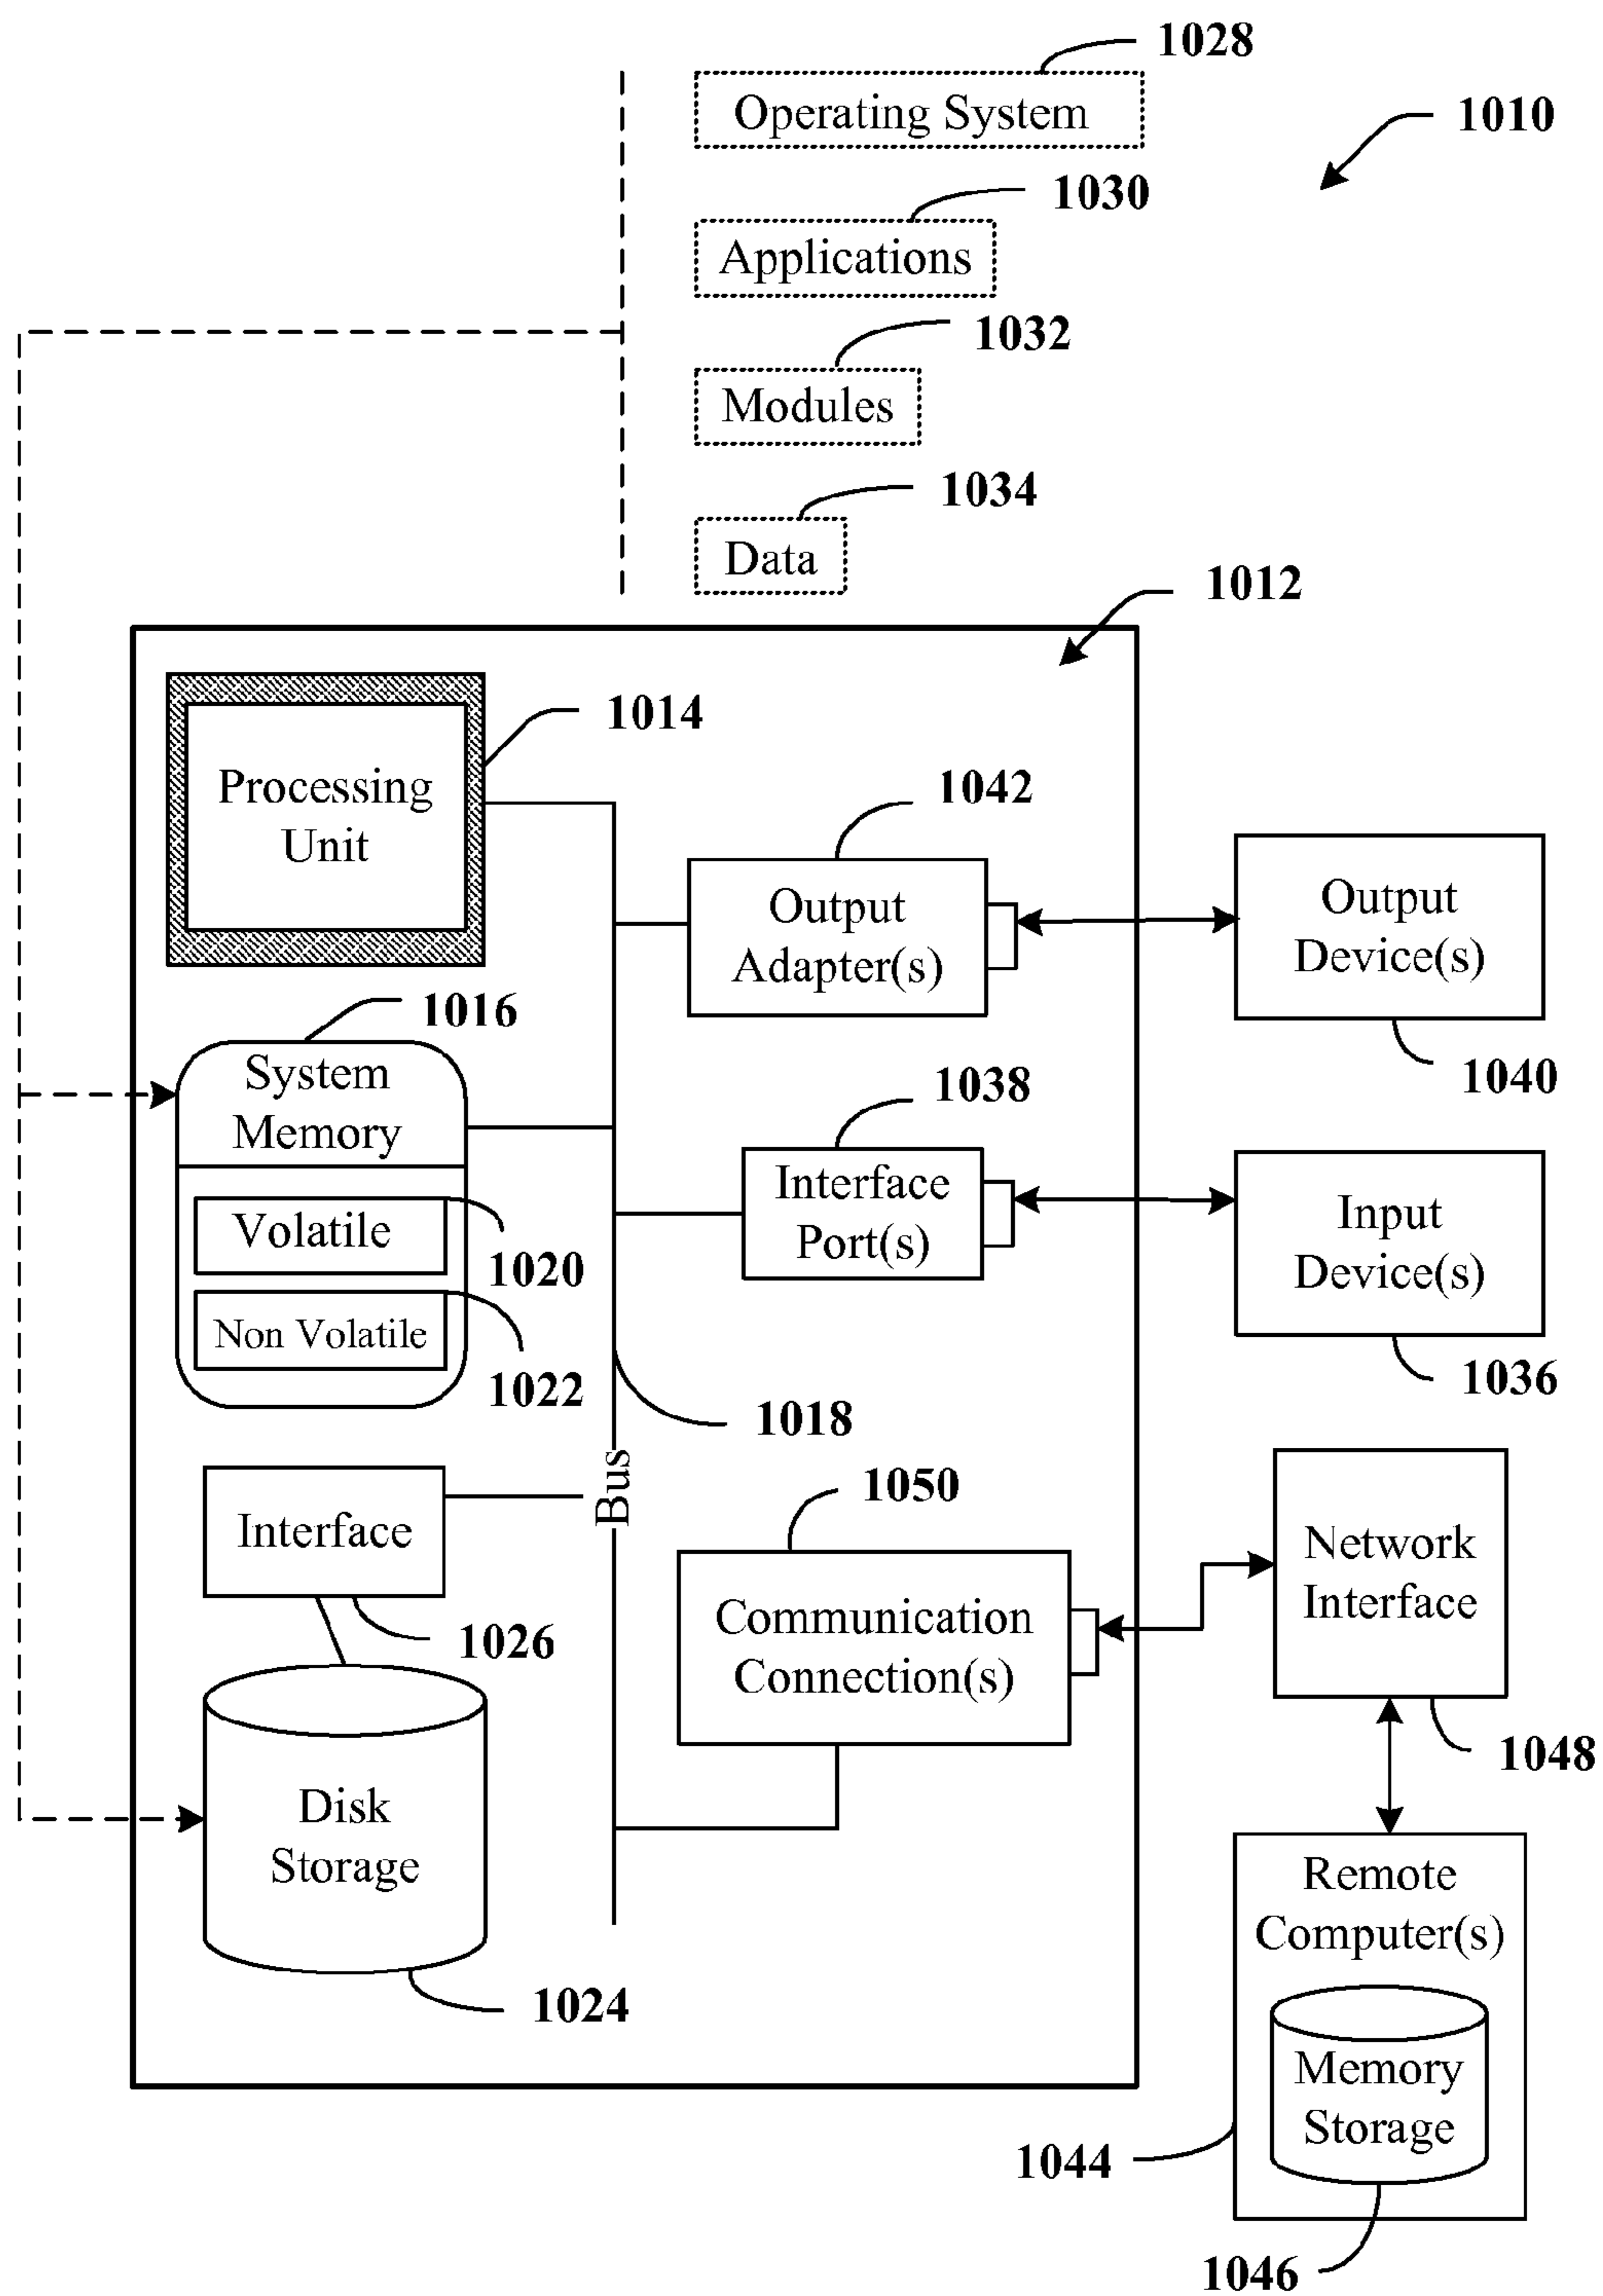 1028
Operating System
1010
1030
Applications
1032
Modules
1034
Data
1012
1014
Processing
Unit
1042
Output
Adapter(s)
Output
Device(s)
1040
1016
System
Memory
1038
Interface
Port(s)
Input
Device(s)
1036
Volatile
1020
Non Volatile
1022
1018
Bus
1050
Interface
1026
Communication
Connection(s)
Network
Interface
1048
Disk
Storage
1024
Remote
Computer(s)
Memory
Storage
1044
1046